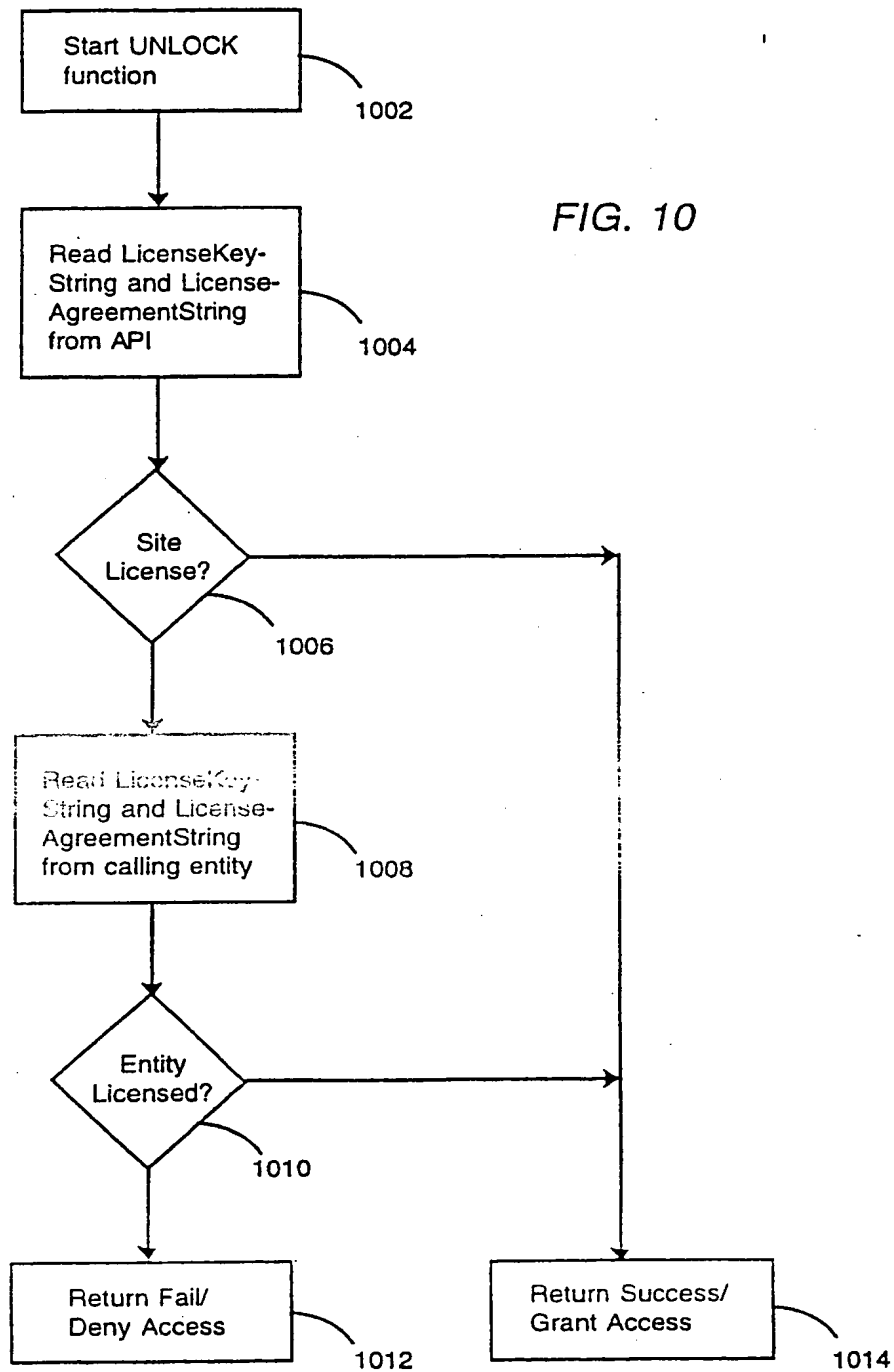 Start UNLOCK
function
1002
FIG. 10
Read LicenseKey-
String and License-
AgreementString
from API
1004
Site
License?
1006
Read LicenseKey-
String and License-
AgreementString
from calling entity
1008
Entity
Licensed?
1010
Return Fail/
Deny Access
1012
Return Success/
Grant Access
1014